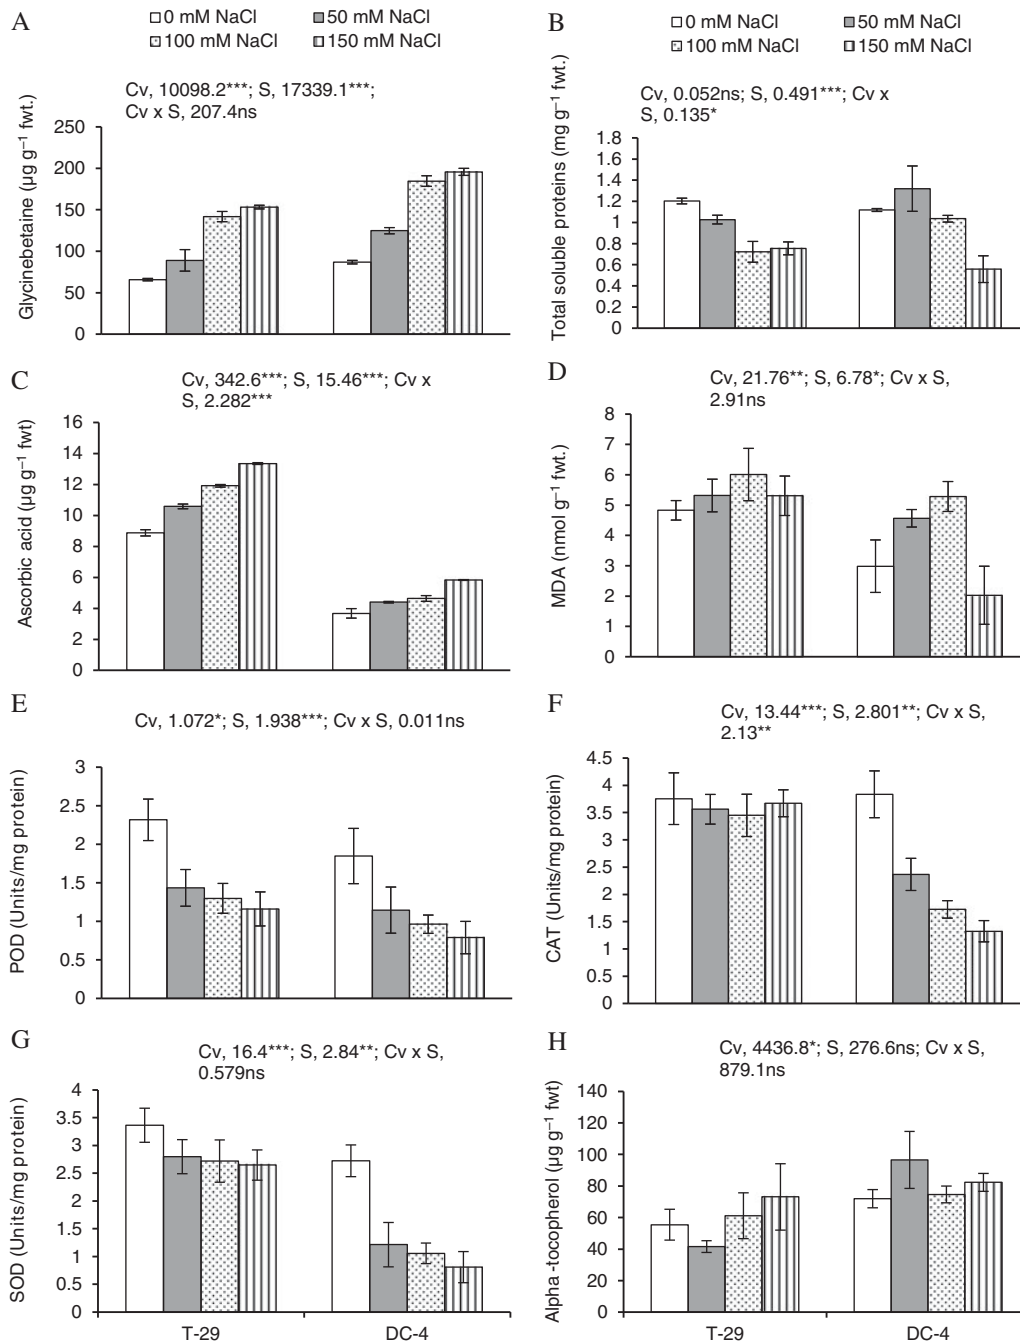 A
0 mM NaCl
50 mM NaCl
100 mM NaCl
150 mM NaCl
Cv, 10098.2***; S, 17339.1***;
Cv x S, 207.4ns
Glycinebetaine (µg g⁻¹ fwt.)
250
200
150
100
50
0
B
0 mM NaCl
50 mM NaCl
100 mM NaCl
150 mM NaCl
Cv, 0.052ns; S, 0.491***; Cv x
S, 0.135*
Total soluble proteins (mg g⁻¹ fwt.)
1.8
1.6
1.4
1.2
1
0.8
0.6
0.4
0.2
0
C
Cv, 342.6***; S, 15.46***; Cv x
S, 2.282***
Ascorbic acid (µg g⁻¹ fwt)
16
14
12
10
8
6
4
2
0
D
Cv, 21.76**; S, 6.78*; Cv x S,
2.91ns
MDA (nmol g⁻¹ fwt.)
8
7
6
5
4
3
2
1
0
E
Cv, 1.072*; S, 1.938***; Cv x S, 0.011ns
POD (Units/mg protein)
3
2.5
2
1.5
1
0.5
0
F
Cv, 13.44***; S, 2.801**; Cv x S,
2.13**
CAT (Units/mg protein)
4.5
4
3.5
3
2.5
2
1.5
1
0.5
0
G
Cv, 16.4***; S, 2.84**; Cv x S,
0.579ns
SOD (Units/mg protein)
4
3.5
3
2.5
2
1.5
1
0.5
0
T-29
DC-4
H
Cv, 4436.8*; S, 276.6ns; Cv x S,
879.1ns
Alpha -tocopherol (µg g⁻¹ fwt)
140
120
100
80
60
40
20
0
T-29
DC-4